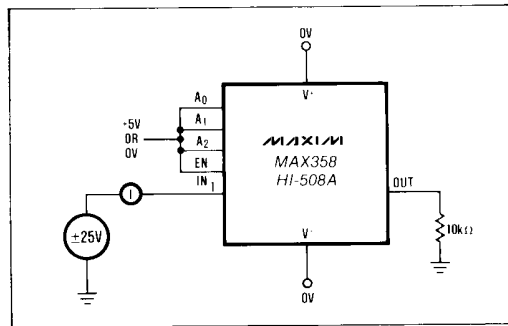 0V
V+
A0
A1
+5V
OR
0V
A2
EN
IN1
MAXIM
MAX358
HI-508A
OUT
I
±25V
10kΩ
V-
0V